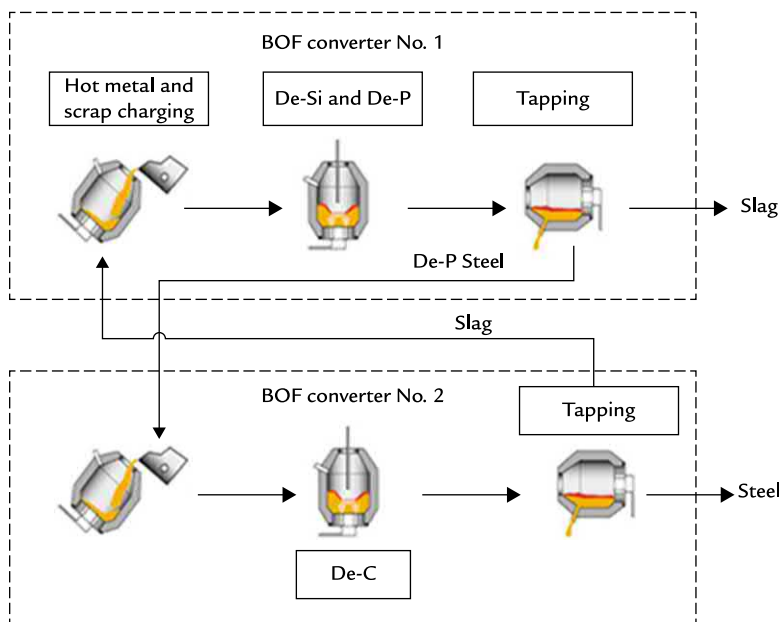 BOF converter No. 1
Hot metal and
scrap charging
De-Si and De-P
Tapping
Slag
De-P Steel
Slag
BOF converter No. 2
Tapping
Steel
De-C